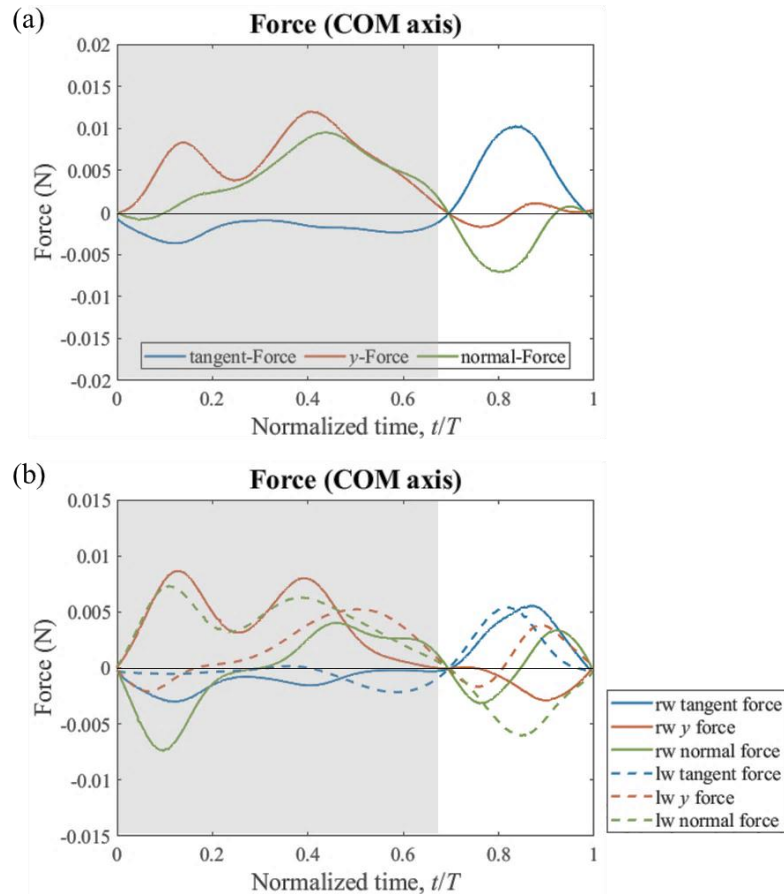 (a)
Force (COM axis)
0.02
0.015
0.01
0.005
0
-0.005
-0.01
-0.015
-0.02
Force (N)
tangent-Force y-Force normal-Force
0 0.2 0.4 0.6 0.8 1
Normalized time, t/T
(b)
Force (COM axis)
0.015
0.01
0.005
0
-0.005
-0.01
-0.015
Force (N)
rw tangent force
rw y force
rw normal force
lw tangent force
lw y force
lw normal force
0 0.2 0.4 0.6 0.8 1
Normalized time, t/T